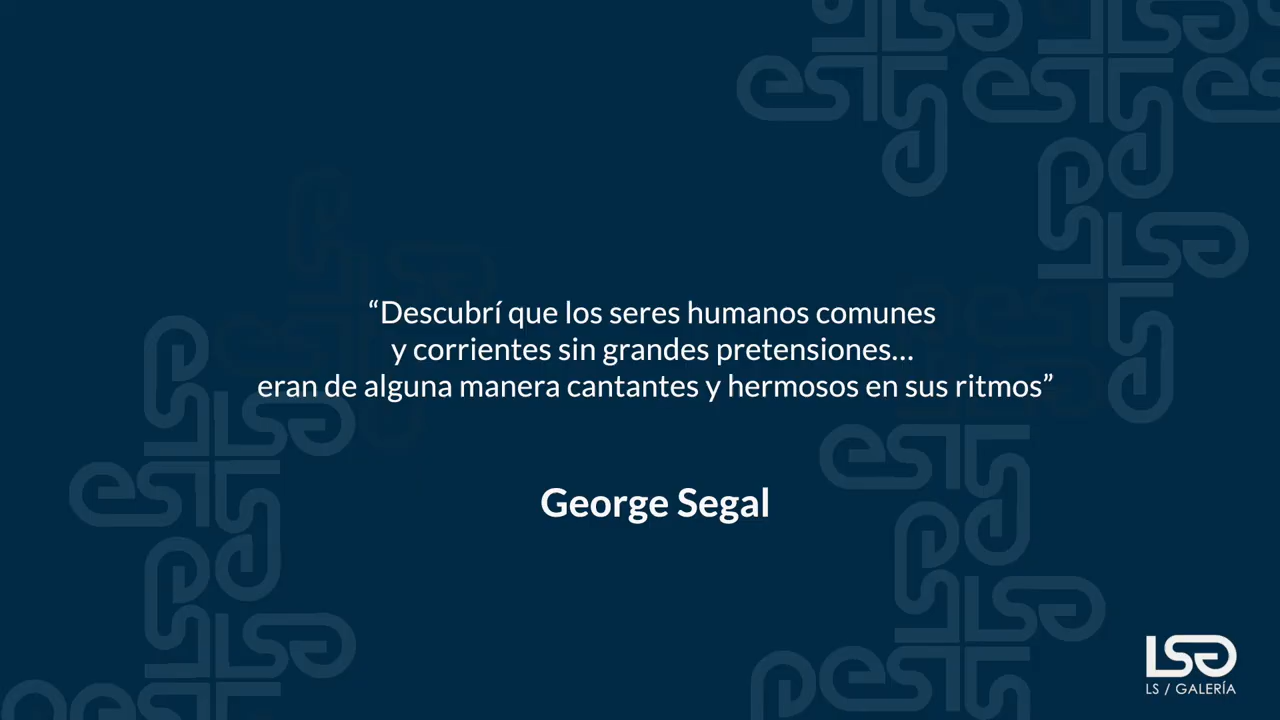 “Descubrí que los seres humanos comunes
y corrientes sin grandes pretensiones...
eran de alguna manera cantantes y hermosos en sus ritmos”
George Segal
LSG
LS / GALERÍA